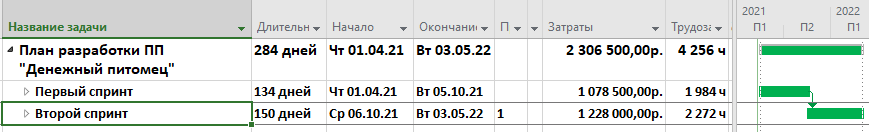 Название задачи Длительн Начало Окончание П Затраты Трудоза 2021 2022
П1 П2 П1
План разработки ПП 284 дней Чт 01.04.21 Вт 03.05.22 2 306 500,00р. 4 256 ч
"Денежный питомец"
Первый спринт 134 дней Чт 01.04.21 Вт 05.10.21 1 078 500,00р. 1 984 ч
Второй спринт 150 дней Ср 06.10.21 Вт 03.05.22 1 1 228 000,00р. 2 272 ч